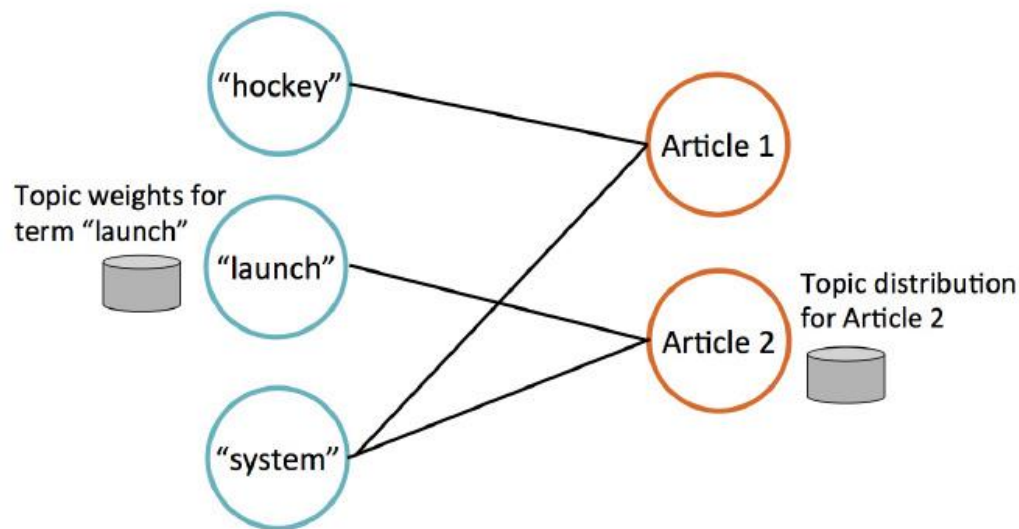 “hockey”
Article 1
Topic weights for
term “launch”
“launch”
Topic distribution
for Article 2
Article 2
“system”